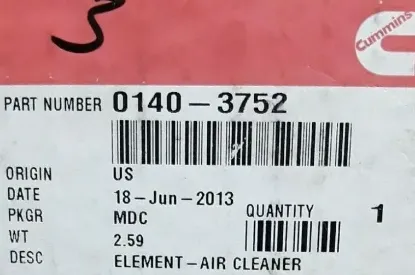 3
Cummins
PART NUMBER 0140-3752
ORIGIN US
DATE 18-Jun-2013
PKGR MDC QUANTITY 1
WT 2.59
DESC ELEMENT-AIR CLEANER